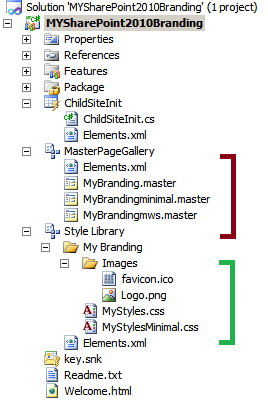 Solution 'MYSharePoint2010Branding' (1 project)
MYSharePoint2010Branding
Properties
References
Features
Package
ChildSiteInit
ChildSiteInit.cs
Elements.xml
MasterPageGallery
Elements.xml
MyBranding.master
MyBrandingminimal.master
MyBrandingmws.master
Style Library
My Branding
Images
favicon.ico
Logo.png
MyStyles.css
MyStylesMinimal.css
Elements.xml
key.snk
Readme.txt
Welcome.html